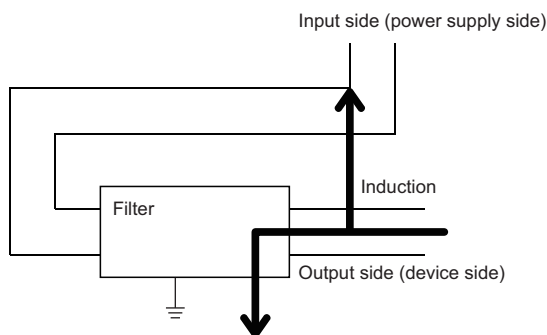 Input side (power supply side)
Induction
Filter
Output side (device side)